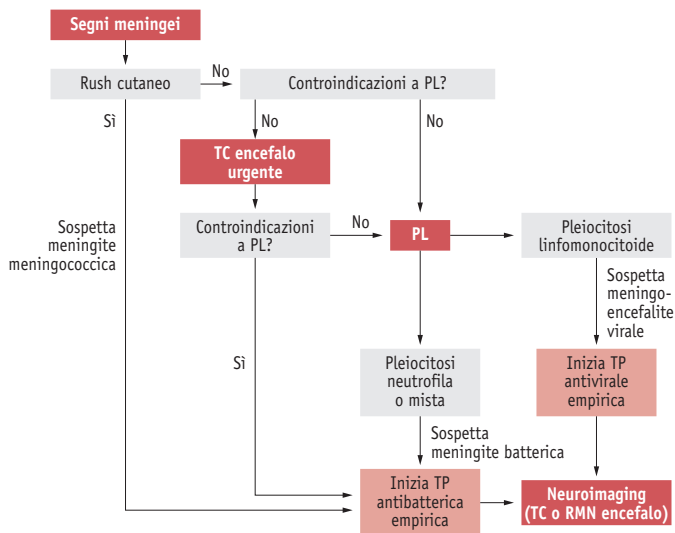 Segni meningei
Rush cutaneo
No
Controindicazioni a PL?
Sì
No
No
TC encefalo
urgente
Sospetta
meningite
meningococcica
Controindicazioni
a PL?
No
PL
Pleiocitosi
linfomonocitoide
Sospetta
meningo-
encefalite
virale
Sì
Pleiocitosi
neutrofila
o mista
Inizia TP
antivirale
empirica
Sospetta
meningite batterica
Inizia TP
antibatterica
empirica
Neuroimaging
(TC o RMN encefalo)